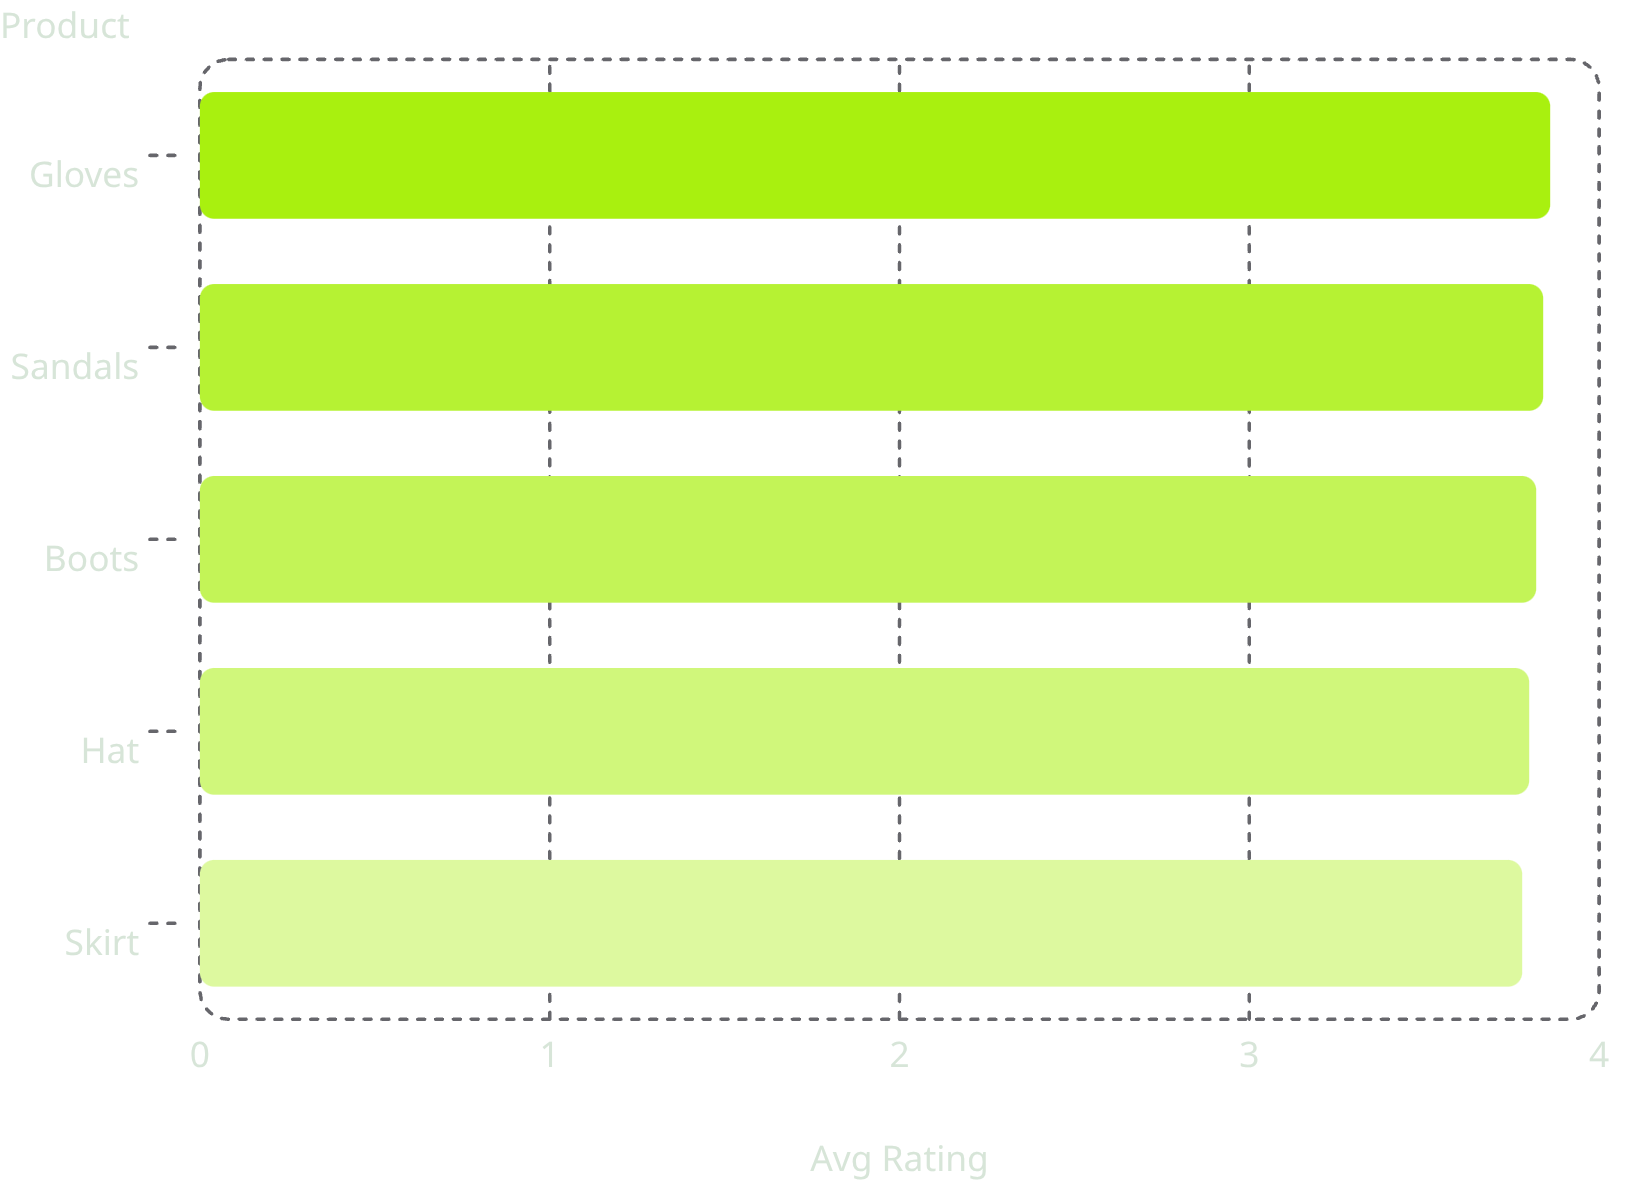 Product
Gloves
Sandals
Boots
Hat
Skirt
0 1 2 3 4
Avg Rating